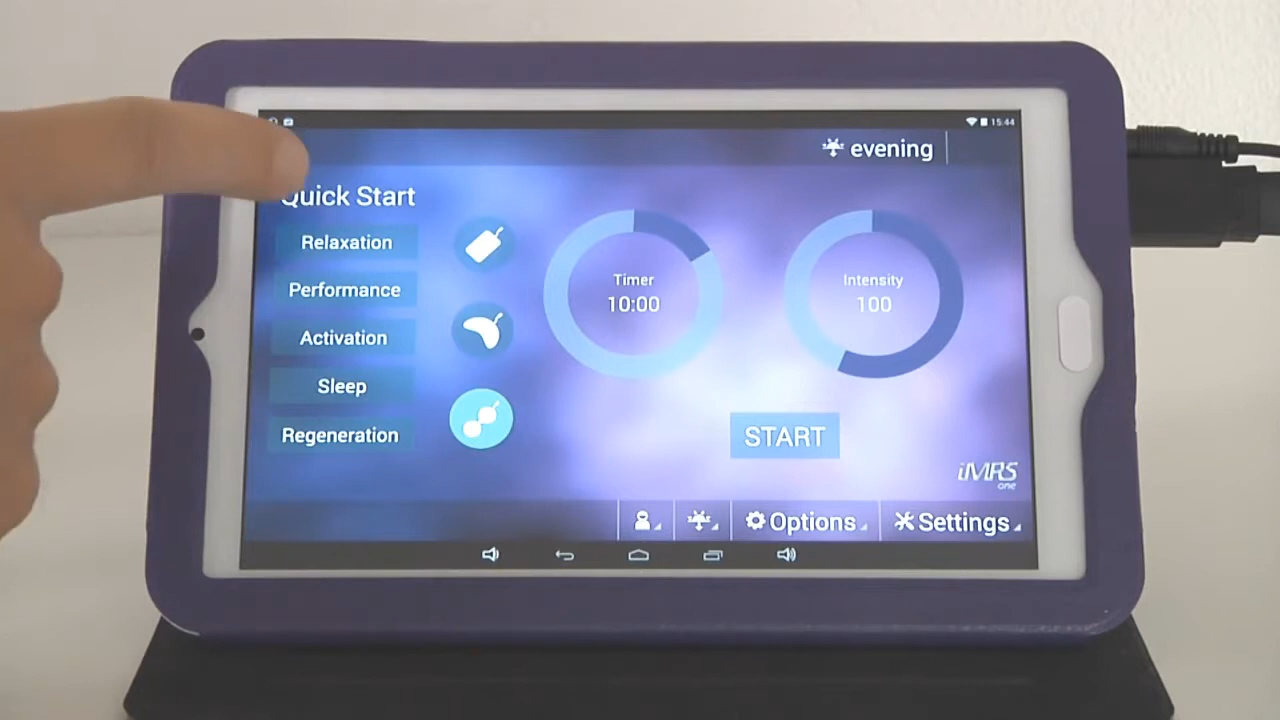 15:44
evening
Quick Start
Relaxation
Performance
Activation
Sleep
Regeneration
Timer
10:00
Intensity
100
START
iMRS
one
Options
Settings